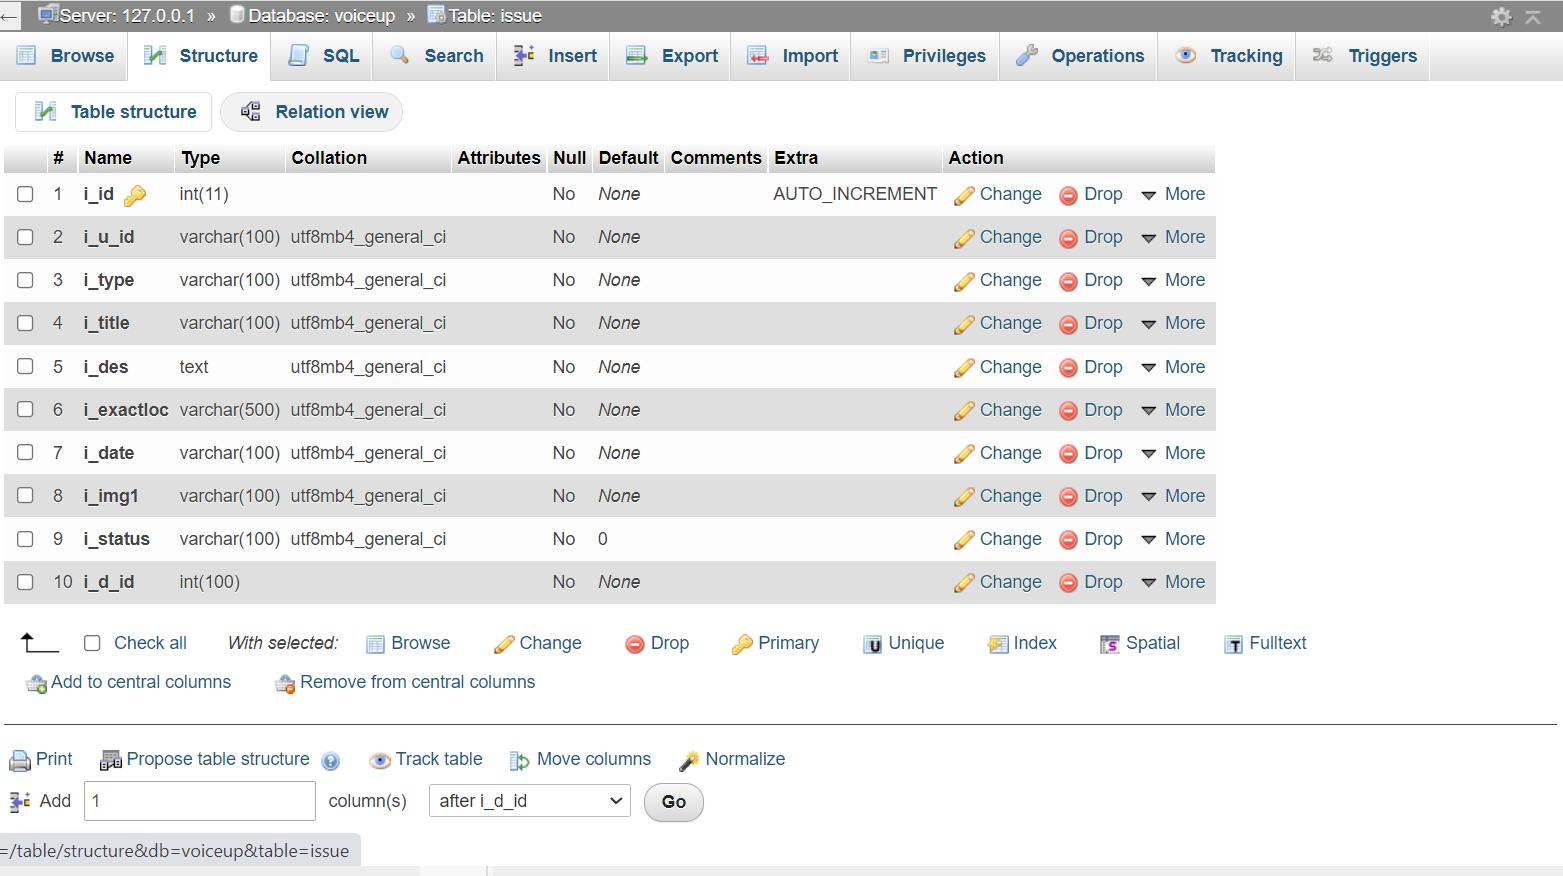 Server: 127.0.0.1 » Database: voiceup » Table: issue
Browse Structure SQL Search Insert Export Import Privileges Operations Tracking Triggers
Table structure Relation view
# Name Type Collation Attributes Null Default Comments Extra Action
1 i_id int(11) No None AUTO_INCREMENT Change Drop More
2 i_u_id varchar(100) utf8mb4_general_ci No None Change Drop More
3 i_type varchar(100) utf8mb4_general_ci No None Change Drop More
4 i_title varchar(100) utf8mb4_general_ci No None Change Drop More
5 i_des text utf8mb4_general_ci No None Change Drop More
6 i_exactloc varchar(500) utf8mb4_general_ci No None Change Drop More
7 i_date varchar(100) utf8mb4_general_ci No None Change Drop More
8 i_img1 varchar(100) utf8mb4_general_ci No None Change Drop More
9 i_status varchar(100) utf8mb4_general_ci No 0 Change Drop More
10 i_d_id int(100) No None Change Drop More
Check all With selected: Browse Change Drop Primary Unique Index Spatial Fulltext
Add to central columns Remove from central columns
Print Propose table structure Track table Move columns Normalize
Add 1 column(s) after i_d_id Go
=/table/structure&db=voiceup&table=issue